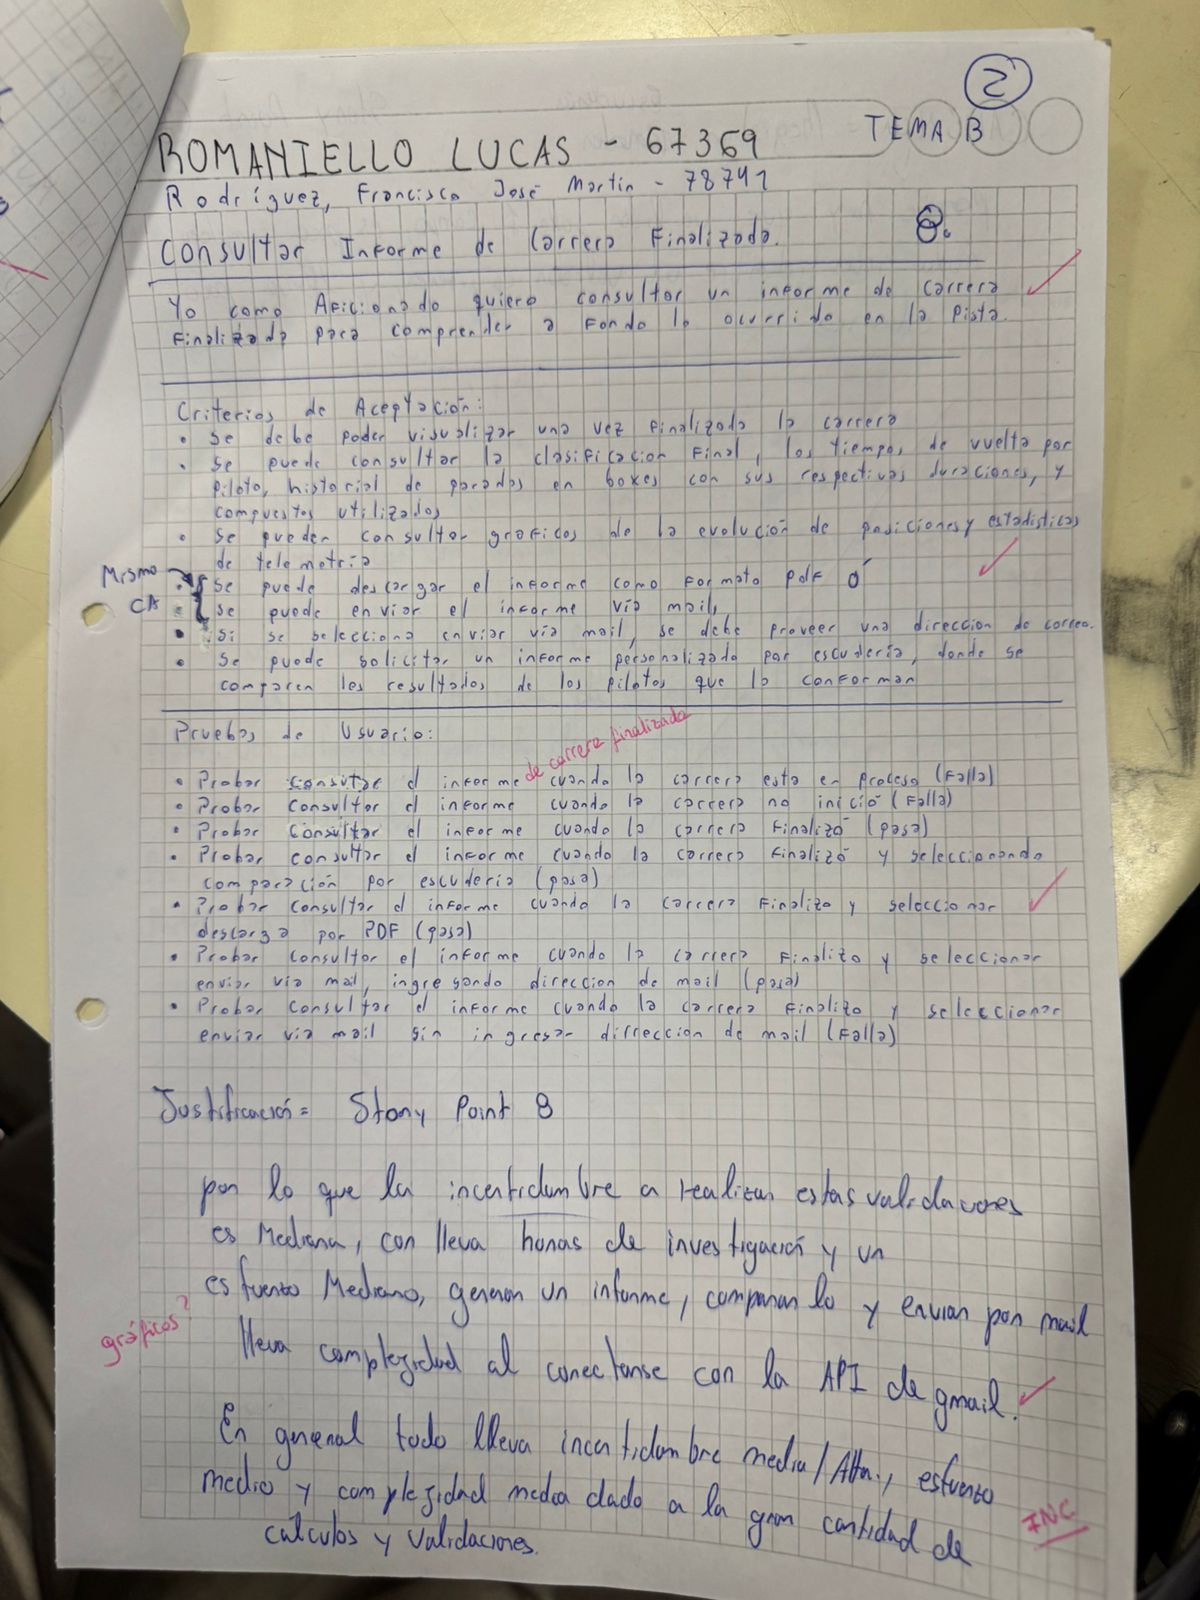 2
TEMA B
ROMANIELLO LUCAS - 67369
Rodríguez, Francisco José Martín - 78741
Consultar Informe de Carrera Finalizada.
8.
Yo como Aficionado quiero consultar un informe de carrera
finalizada para comprender a fondo lo ocurrido en la pista.
Criterios de Aceptación:
• Se debe poder visualizar una vez finalizada la carrera
• Se puede consultar la clasificacion final, los tiempos de vuelta por
piloto, historial de paradas en boxes con sus respectivas duraciones, y
compuestos utilizados
• Se pueden consultar graficos de la evolución de posiciones y estadisticas
de telemetria
Mismo CA
• Se puede descargar el informe como formato pdf ó
• Se puede enviar el informe via mail,
• Si se selecciona enviar via mail, se debe proveer una direccion de correo.
• Se puede solicitar un informe personalizado por escuderia, donde se
comparen los resultados de los pilotos que la conforman
Pruebas de Usuario:
de carrera finalizada
• Probar consultar el informe cuando la carrera esta en proceso (Falla)
• Probar consultar el informe cuando la carrera no inició (Falla)
• Probar consultar el informe cuando la carrera finalizó (pasa)
• Probar consultar el informe cuando la carrera finalizó y seleccionando
comparación por escuderia (pasa)
• Probar consultar el informe cuando la carrera finalizo y seleccionar
descarga por PDF (pasa)
• Probar consultar el informe cuando la carrera finalizo y seleccionar
enviar via mail, ingresando direccion de mail (pasa)
• Probar consultar el informe cuando la carrera finalizo y seleccionar
enviar via mail sin ingresar dirreccion de mail (Falla)
Justificación= Story Point 8
por lo que la incertidumbre a realizar estas validaciones
es Mediana, con lleva horas de investigación y un
esfuerzo Mediano, generar un informe, compararlo y enviar por mail
gráficos?
lleva complejidad al conectarse con la API de gmail.
En general todo lleva incertidumbre media/Alta., esfuerzo
medio y complejidad media dado a la gran cantidad de
calculos y validaciones.
INC